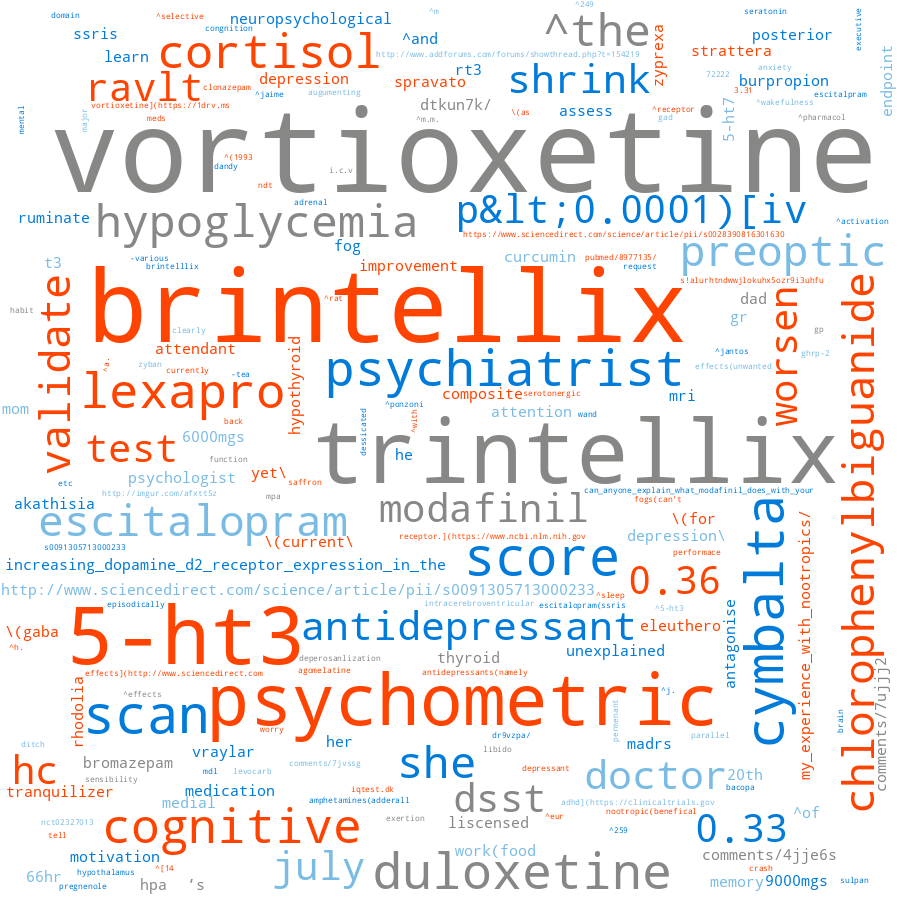 domain
^selective
^m
^249
seratonin
executive
neuropsychological
congnition
ssris
^and
^the
posterior
learn
cortisol
http://www.addforums.com/forums/showthread.php?t=154219
zyprexa
strattera
endpoint
ravlt
depression
rt3
shrink
72222
anxiety
burpropion
clonazepam
spravato
3.31
escitalpram
^jaime
augumenting
dtkun7k/
\(as
^receptor
^wakefulness
mental
major
vortioxetine](https://1drv.ms
meds
^m.m.
assess
gad
5-ht7
^pharmacol
vortioxetine
^(1993
dandy
i.c.v
ndt
adrenal
ruminate
hypoglycemia
p&lt;0.0001)[iv
^activation
fog
https://www.sciencedirect.com/science/article/pii/s0028390816301630
t3
-various
brintelllix
improvement
curcumin
pubmed/8977135/
request
preoptic
s!alurhtndwwjlokuhx5ozr9i3uhfu
validate
brintellix
^rat
worsen
dad
chlorophenylbiguanide
habit
clearly
gr
gp
attendant
hypothyroid
psychiatrist
^jantos
ghrp-2
^a.
zyban
currently
-tea
effects(unwanted
lexapro
composite
serotonergic
mri
mom
back
^ponzoni
attention
wand
test
6000mgs
dessicated
^with
trintellix
function
he
etc
psychologist
yet\
saffron
can_anyone_explain_what_modafinil_does_with_your
http://imgur.com/afxtt5z
mpa
fogs(can't
akathisia
modafinil
cymbalta
escitalopram
\(for
my_experience_with_nootropics/
receptor.](https://www.ncbi.nlm.nih.gov
depression\
s0091305713000233
\(current\
score
performace
increasing_dopamine_d2_receptor_expression_in_the
0.36
http://www.sciencedirect.com/science/article/pii/s0091305713000233
^sleep
episodically
intracerebroventricular
escitalopram(ssris
^5-ht3
antagonise
5-ht3
antidepressant
eleuthero
\(gaba
^h.
deperosanlization
thyroid
unexplained
comments/7ujjj2
effects](http://www.sciencedirect.com
agomelatine
antidepressants(namely
rhodolia
^effects
psychometric
^j.
scan
permenant
brain
worry
dr9vzpa/
parallel
ditch
vraylar
her
libido
madrs
hc
bromazepam
mdl
levocarb
comments/7jvssg
she
depressant
doctor
20th
sensibility
bacopa
tranquilizer
medication
iqtest.dk
dsst
adhd](https://clinicaltrials.gov
medial
amphetamines(adderall
nootropic(benefical
^of
nct02327013
exertion
liscensed
^eur
tell
cognitive
^259
0.33
motivation
work(food
comments/4jje6s
hypothalamus
^[14
july
crash
66hr
hpa
's
duloxetine
memory
9000mgs
sulpan
pregnenole